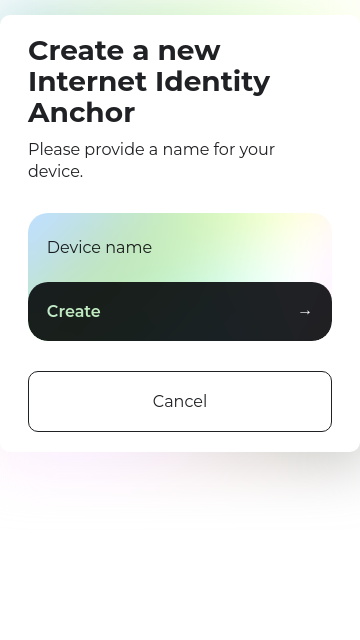 Create a new
Internet Identity
Anchor
Please provide a name for your
device.
Device name
Create →
Cancel